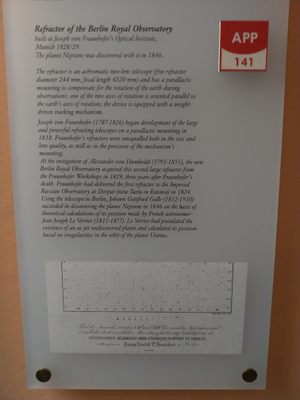 Refractor of the Berlin Royal Observatory
built at Joseph von Fraunhofer's Optical Institute,
Munich 1828/29.
The planet Neptune was discovered with it in 1846.
The refractor is an achromatic two-lens telescope (free refractor
diameter 244 mm, focal length 4320 mm) and has a parallactic
mounting to compensate for the rotation of the earth during
observations: one of the two axis of rotation is oriented parallel to
the earth's axis of rotation; the device is equipped with a weight-
driven tracking mechanism.
Joseph von Fraunhofer (1787-1826) began development of the large
and powerful refracting telescopes on a parallactic mounting in
1818. Fraunhofer's refractors were unequalled both in the size and
lens quality, as well as in the precision of the mechanism's
mounting.
At the instigation of Alexander von Humboldt (1791-1855), the new
Berlin Royal Observatory acquired this second large refractor from
the Fraunhofer Workshops in 1829, three years after Fraunhofer's
death. Fraunhofer had delivered the first refractor to the Imperial
Russian Observatory at Dorpat (now Tartu in Estonia) in 1824.
Using the telescope in Berlin, Johann Gottfried Galle (1812-1910)
succeeded in discovering the planet Neptune in 1846 on the basis of
theoretical calculations of its position made by French astronomer
Jean Joseph Le Verrier (1811-1877). Le Verrier had postulated the
existence of an as yet undiscovered planet and calculated its position
based on irregularities in the orbit of the planet Uranus.
APP
141